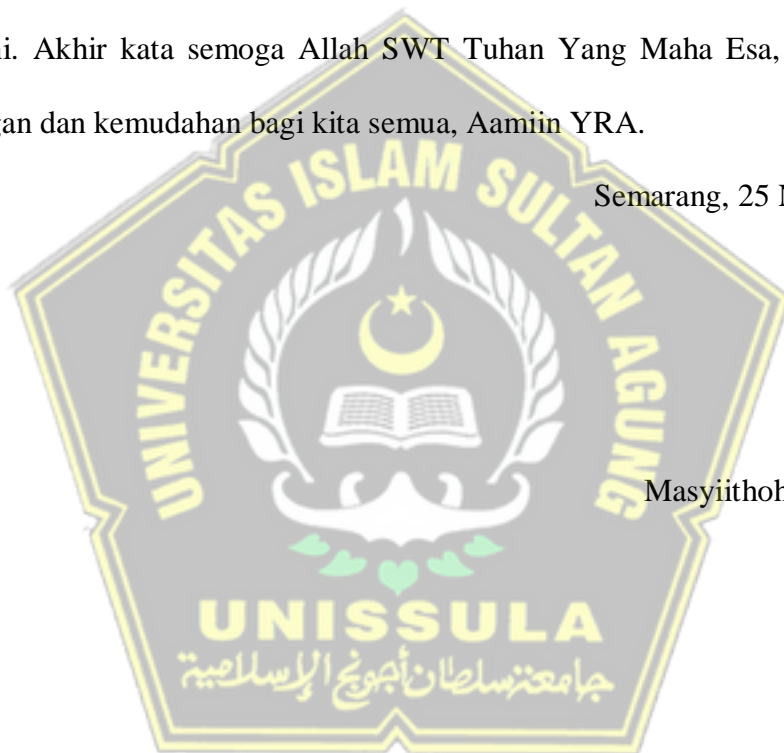 ni. Akhir kata semoga Allah SWT Tuhan Yang Maha Esa,
gan dan kemudahan bagi kita semua, Aamiin YRA.
Semarang, 25
Masyiithoh
UNIVERSITAS ISLAM SULTAN AGUNG
UNISSULA
جامعة سلطان أجونج الإسلامية